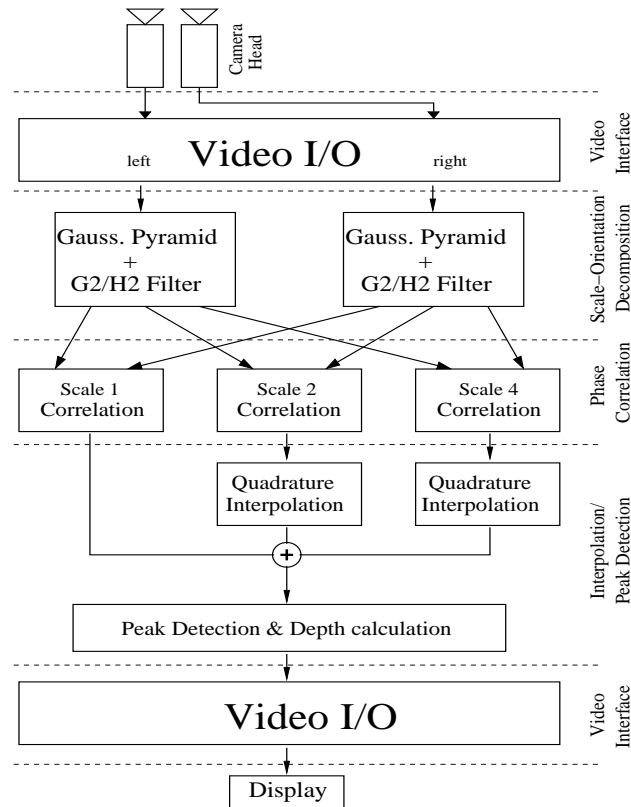 Camera
Head
Video I/O
left
right
Video
Interface
Gauss. Pyramid
+
G2/H2 Filter
Gauss. Pyramid
+
G2/H2 Filter
Scale−Orientation
Decomposition
Scale 1
Correlation
Scale 2
Correlation
Scale 4
Correlation
Phase
Correlation
Quadrature
Interpolation
Quadrature
Interpolation
+
Interpolation/
Peak Detection
Peak Detection & Depth calculation
Video I/O
Video
Interface
Display